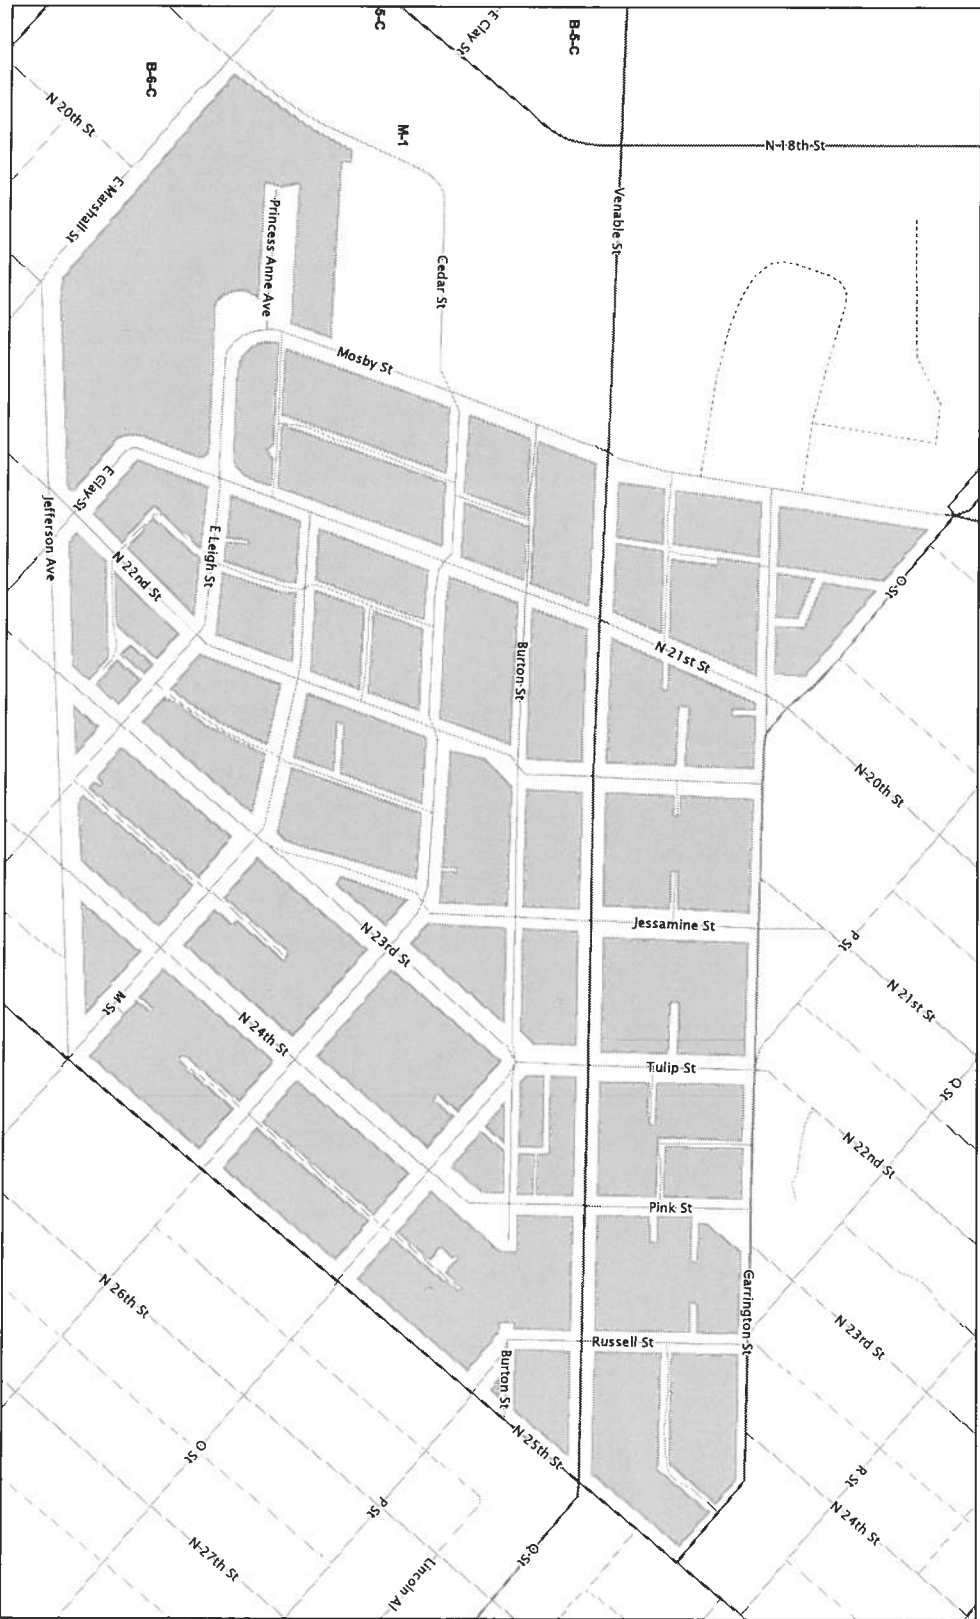 5-C
E Clay St
B-5-C
B-6-C
N 20th St
M-1
N 18th St
E Marshall St
Princess Anne Ave
Venable St
Cedar St
Mosby St
E Clay St
Jefferson Ave
E Leigh St
N 22nd St
O St
Burton St
N 21st St
N 20th St
Jessamine St
N 23rd St
P St
N 21st St
M St
N 24th St
Tulip St
Q St
N 22nd St
Pink St
N 26th St
Carrington St
N 23rd St
Russell St
Burton St
N 25th St
O St
R St
P St
N 24th St
N 27th St
Lincoln Al
Q St